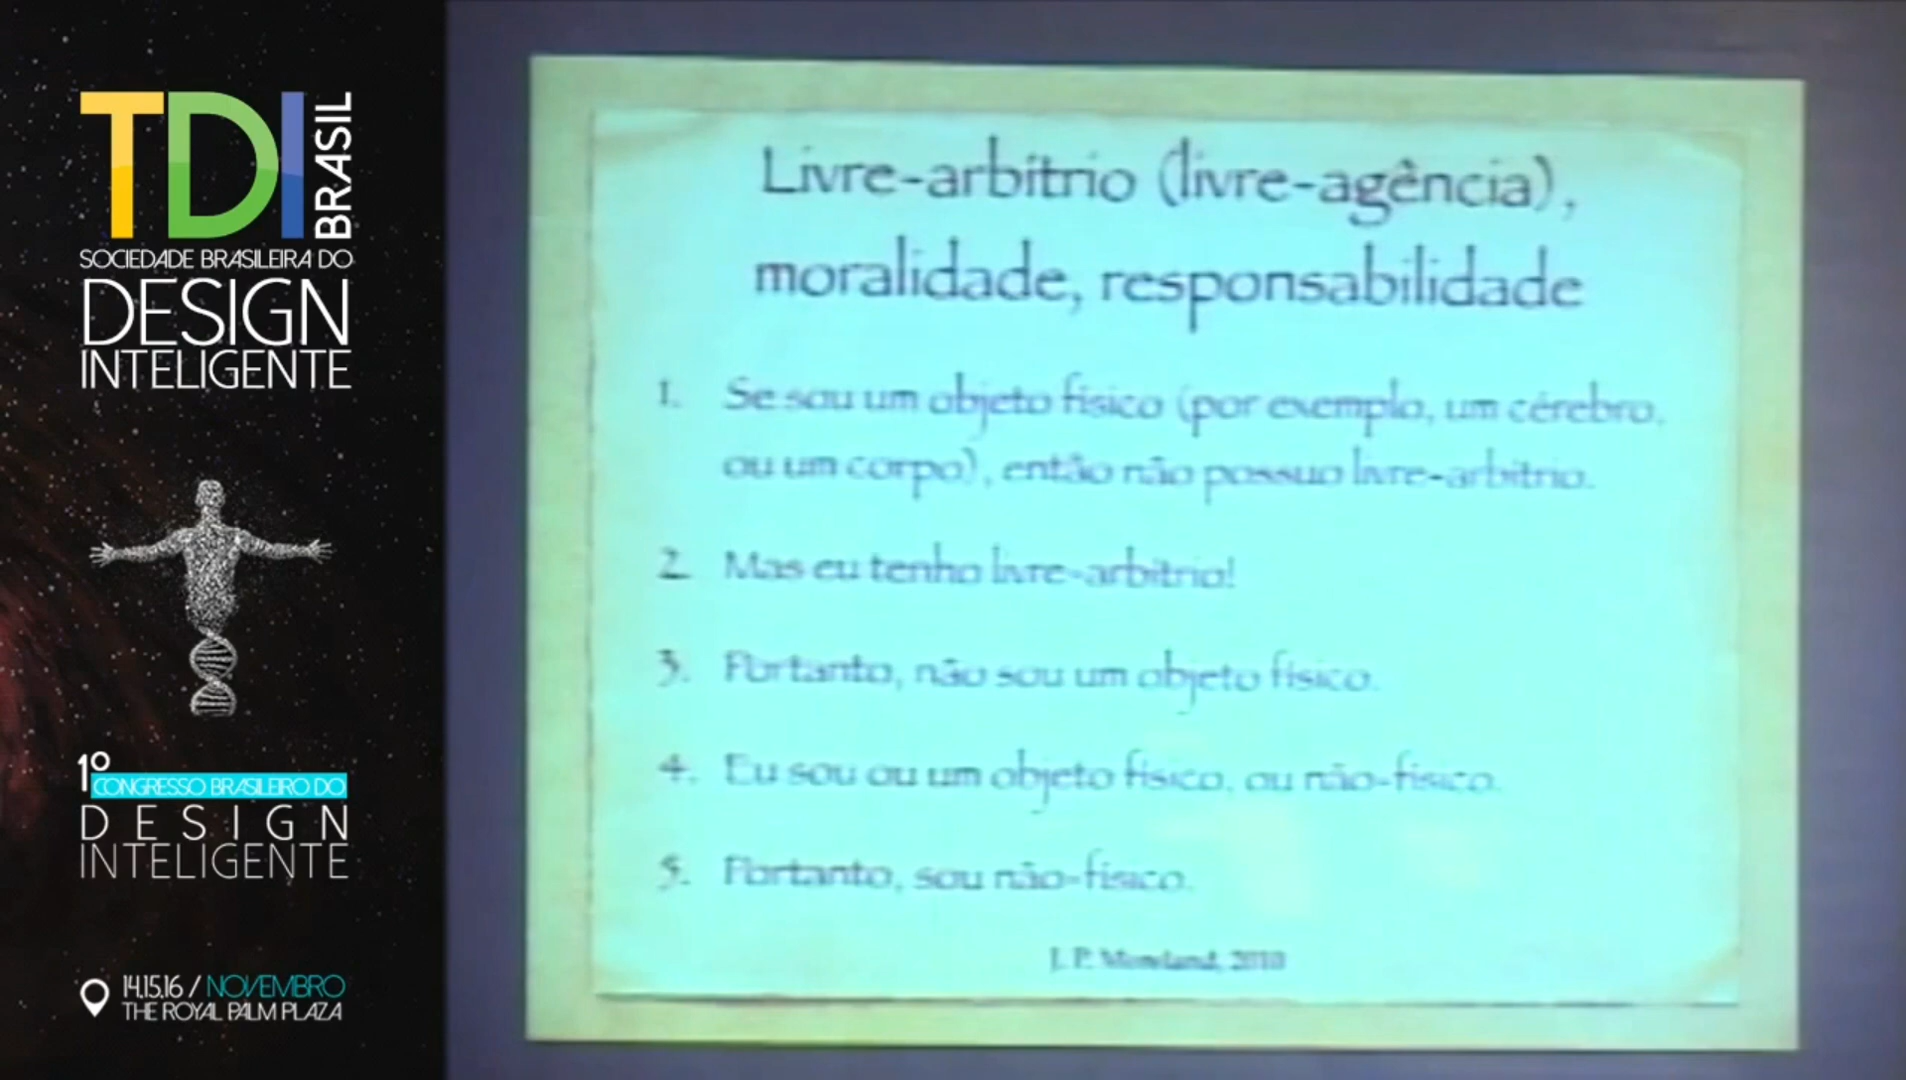 TDI BRASIL
SOCIEDADE BRASILEIRA DO
DESIGN
INTELIGENTE
1º
CONGRESSO BRASILEIRO DO
DESIGN
INTELIGENTE
14.15.16 / NOVEMBRO
THE ROYAL PALM PLAZA
Livre-arbítrio (livre-agência),
moralidade, responsabilidade
1. Se sou um objeto físico (por exemplo, um cérebro,
ou um corpo), então não possuo livre-arbítrio.
2. Mas eu tenho livre-arbítrio!
3. Portanto, não sou um objeto físico.
4. Eu sou ou um objeto físico, ou não-físico.
5. Portanto, sou não-físico.
J. P. Moreland, 2010